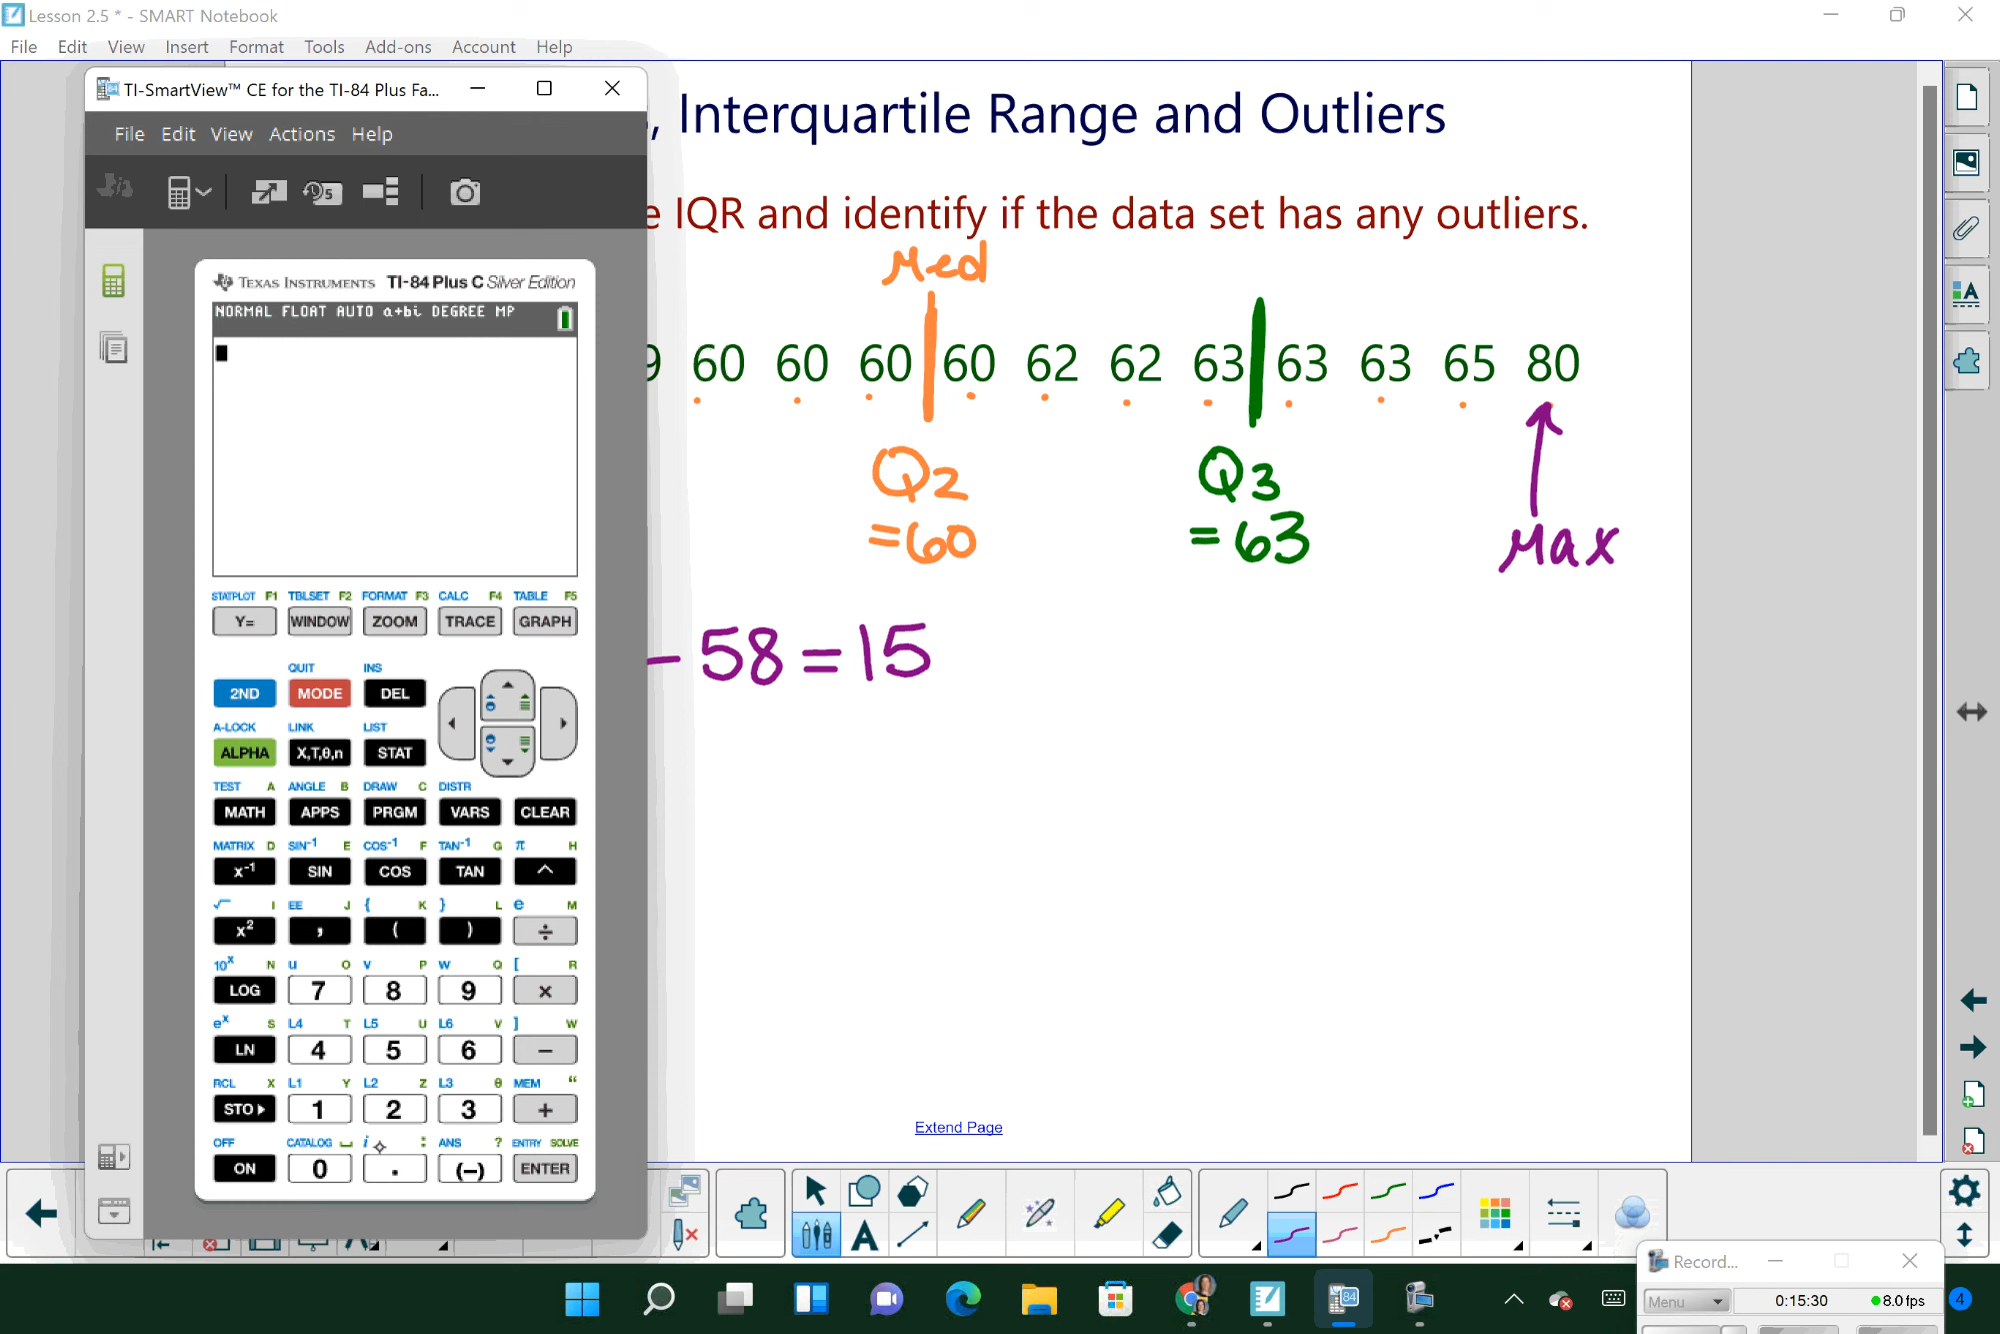 Lesson 2.5 * - SMART Notebook
File Edit View Insert Format Tools Add-ons Account Help
TI-SmartView™ CE for the TI-84 Plus Fa...
File Edit View Actions Help
, Interquartile Range and Outliers
e IQR and identify if the data set has any outliers.
Med
9 60 60 60 60 62 62 63 63 63 65 80
Q2
=60
Q3
=63
Max
- 58 = 15
TEXAS INSTRUMENTS TI-84 Plus C Silver Edition
NORMAL FLOAT AUTO a+bi DEGREE MP
STATPLOT F1 TBLSET F2 FORMAT F3 CALC F4 TABLE F5
Y= WINDOW ZOOM TRACE GRAPH
QUIT INS
2ND MODE DEL
A-LOCK LINK LIST
ALPHA X,T,θ,n STAT
TEST A ANGLE B DRAW C DISTR
MATH APPS PRGM VARS CLEAR
MATRIX D SIN-1 E COS-1 F TAN-1 G π H
x-1 SIN COS TAN ^
√ I EE J { K } L e M
x2 , ( ) ÷
10x N u O v P w Q [ R
LOG 7 8 9 ×
ex S L4 T L5 U L6 V ] W
LN 4 5 6 −
RCL X L1 Y L2 Z L3 θ MEM “
STO▶ 1 2 3 +
OFF CATALOG i : ANS ? ENTRY SOLVE
ON 0 . (−) ENTER
Extend Page
Record...
Menu 0:15:30 8.0 fps 4